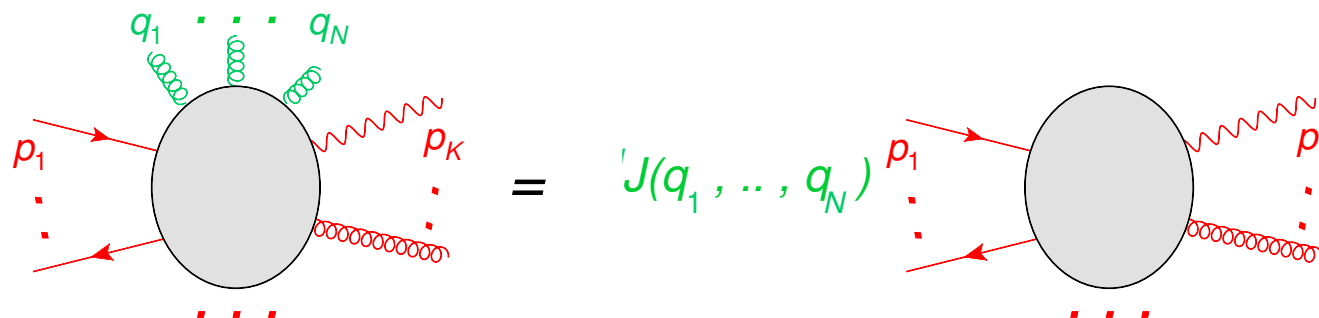 q1 . . . qN
p1 pK = J(q1 , .. , qN) p1 p